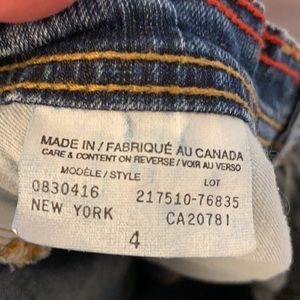 MADE IN / FABRIQUÉ AU CANADA
CARE & CONTENT ON REVERSE / VOIR AU VERSO
MODÈLE / STYLE LOT
0830416 217510-76835
NEW YORK CA20781
4